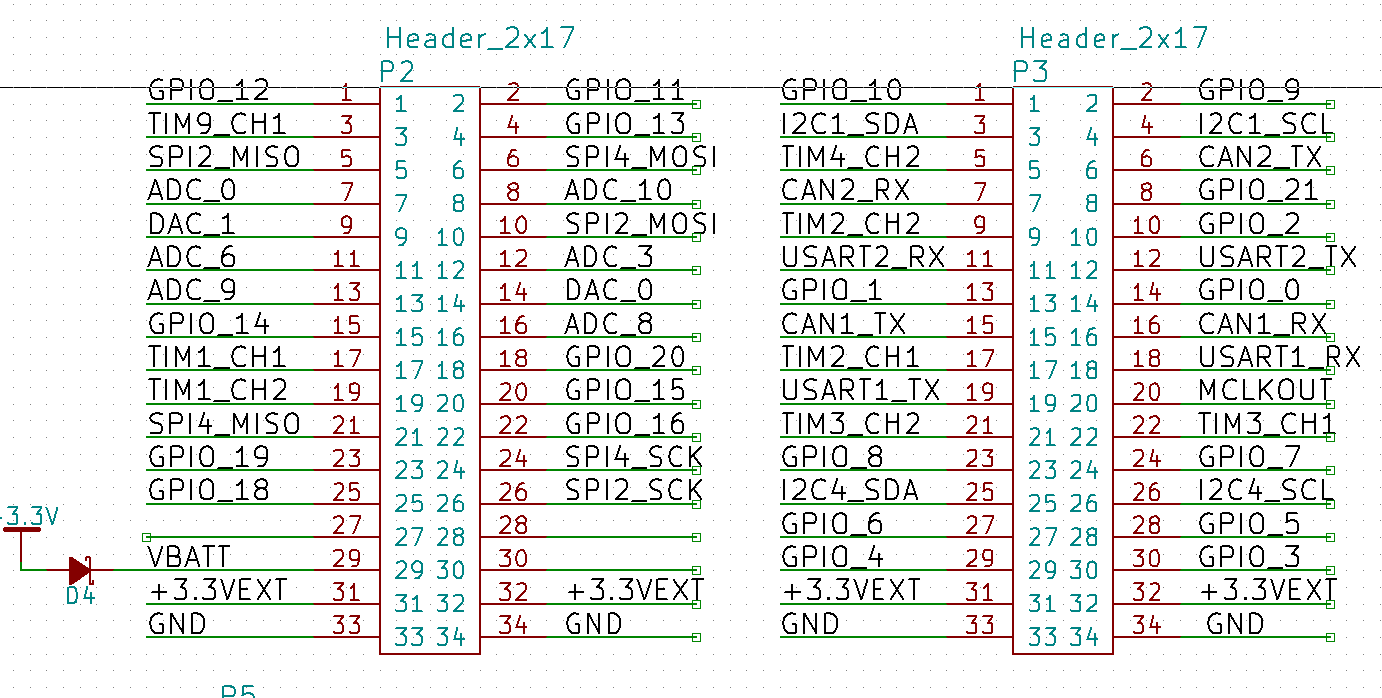 Header_2x17 Header_2x17
P2 P3
GPIO_12 1 1 2 2 GPIO_11 GPIO_10 1 1 2 2 GPIO_9
TIM9_CH1 3 3 4 4 GPIO_13 I2C1_SDA 3 3 4 4 I2C1_SCL
SPI2_MISO 5 5 6 6 SPI4_MOSI TIM4_CH2 5 5 6 6 CAN2_TX
ADC_0 7 7 8 8 ADC_10 CAN2_RX 7 7 8 8 GPIO_21
DAC_1 9 9 10 10 SPI2_MOSI TIM2_CH2 9 9 10 10 GPIO_2
ADC_6 11 11 12 12 ADC_3 USART2_RX 11 11 12 12 USART2_TX
ADC_9 13 13 14 14 DAC_0 GPIO_1 13 13 14 14 GPIO_0
GPIO_14 15 15 16 16 ADC_8 CAN1_TX 15 15 16 16 CAN1_RX
TIM1_CH1 17 17 18 18 GPIO_20 TIM2_CH1 17 17 18 18 USART1_RX
TIM1_CH2 19 19 20 20 GPIO_15 USART1_TX 19 19 20 20 MCLKOUT
SPI4_MISO 21 21 22 22 GPIO_16 TIM3_CH2 21 21 22 22 TIM3_CH1
GPIO_19 23 23 24 24 SPI4_SCK GPIO_8 23 23 24 24 GPIO_7
GPIO_18 25 25 26 26 SPI2_SCK I2C4_SDA 25 25 26 26 I2C4_SCL
+3.3V 27 27 28 28 GPIO_6 27 27 28 28 GPIO_5
VBATT 29 29 30 30 GPIO_4 29 29 30 30 GPIO_3
D4 +3.3VEXT 31 31 32 32 +3.3VEXT +3.3VEXT 31 31 32 32 +3.3VEXT
GND 33 33 34 34 GND GND 33 33 34 34 GND
P5